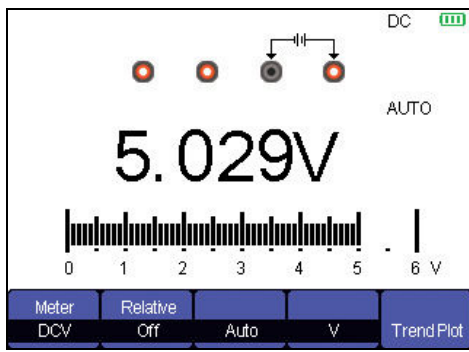 DC
AUTO
5.029V
0 1 2 3 4 5 6 V
Meter Relative
DCV Off Auto V Trend Plot